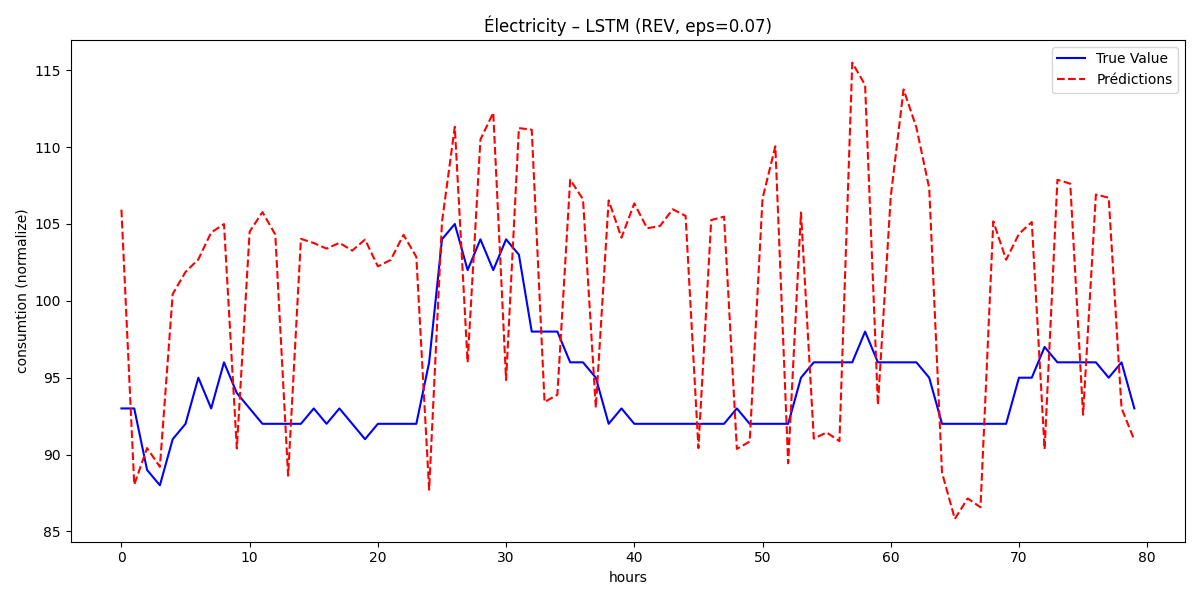 Électricity – LSTM (REV, eps=0.07)
True Value
Prédictions
consumtion (normalize)
115
110
105
100
95
90
85
0 10 20 30 40 50 60 70 80
hours